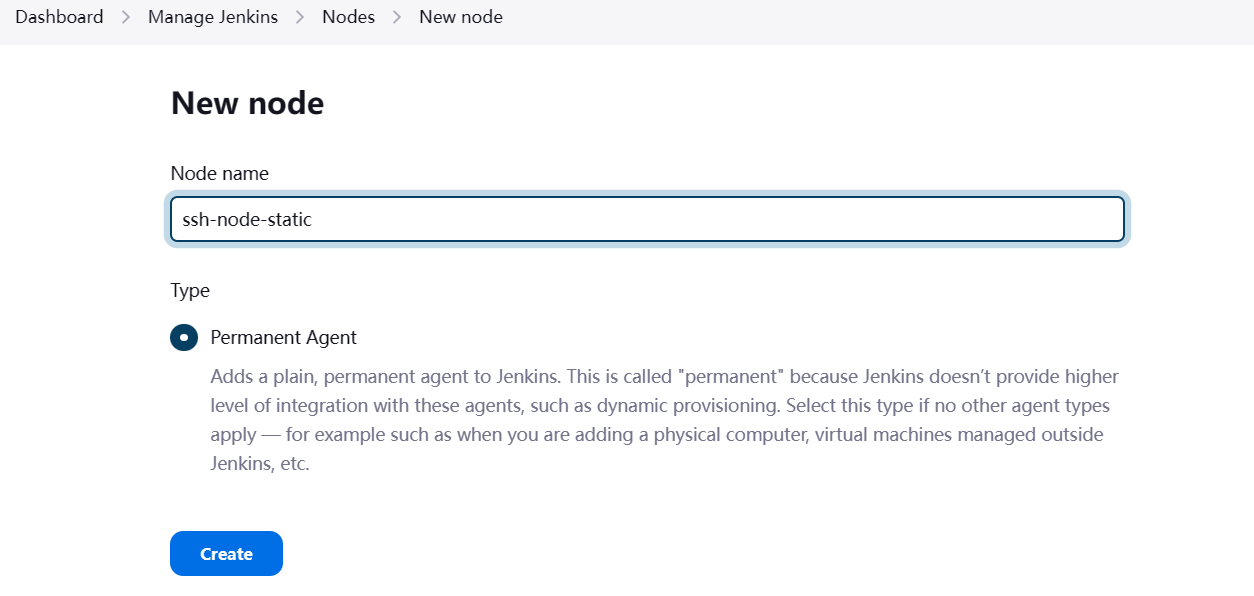 Dashboard > Manage Jenkins > Nodes > New node
New node
Node name
ssh-node-static
Type
Permanent Agent
Adds a plain, permanent agent to Jenkins. This is called "permanent" because Jenkins doesn’t provide higher
level of integration with these agents, such as dynamic provisioning. Select this type if no other agent types
apply — for example such as when you are adding a physical computer, virtual machines managed outside
Jenkins, etc.
Create